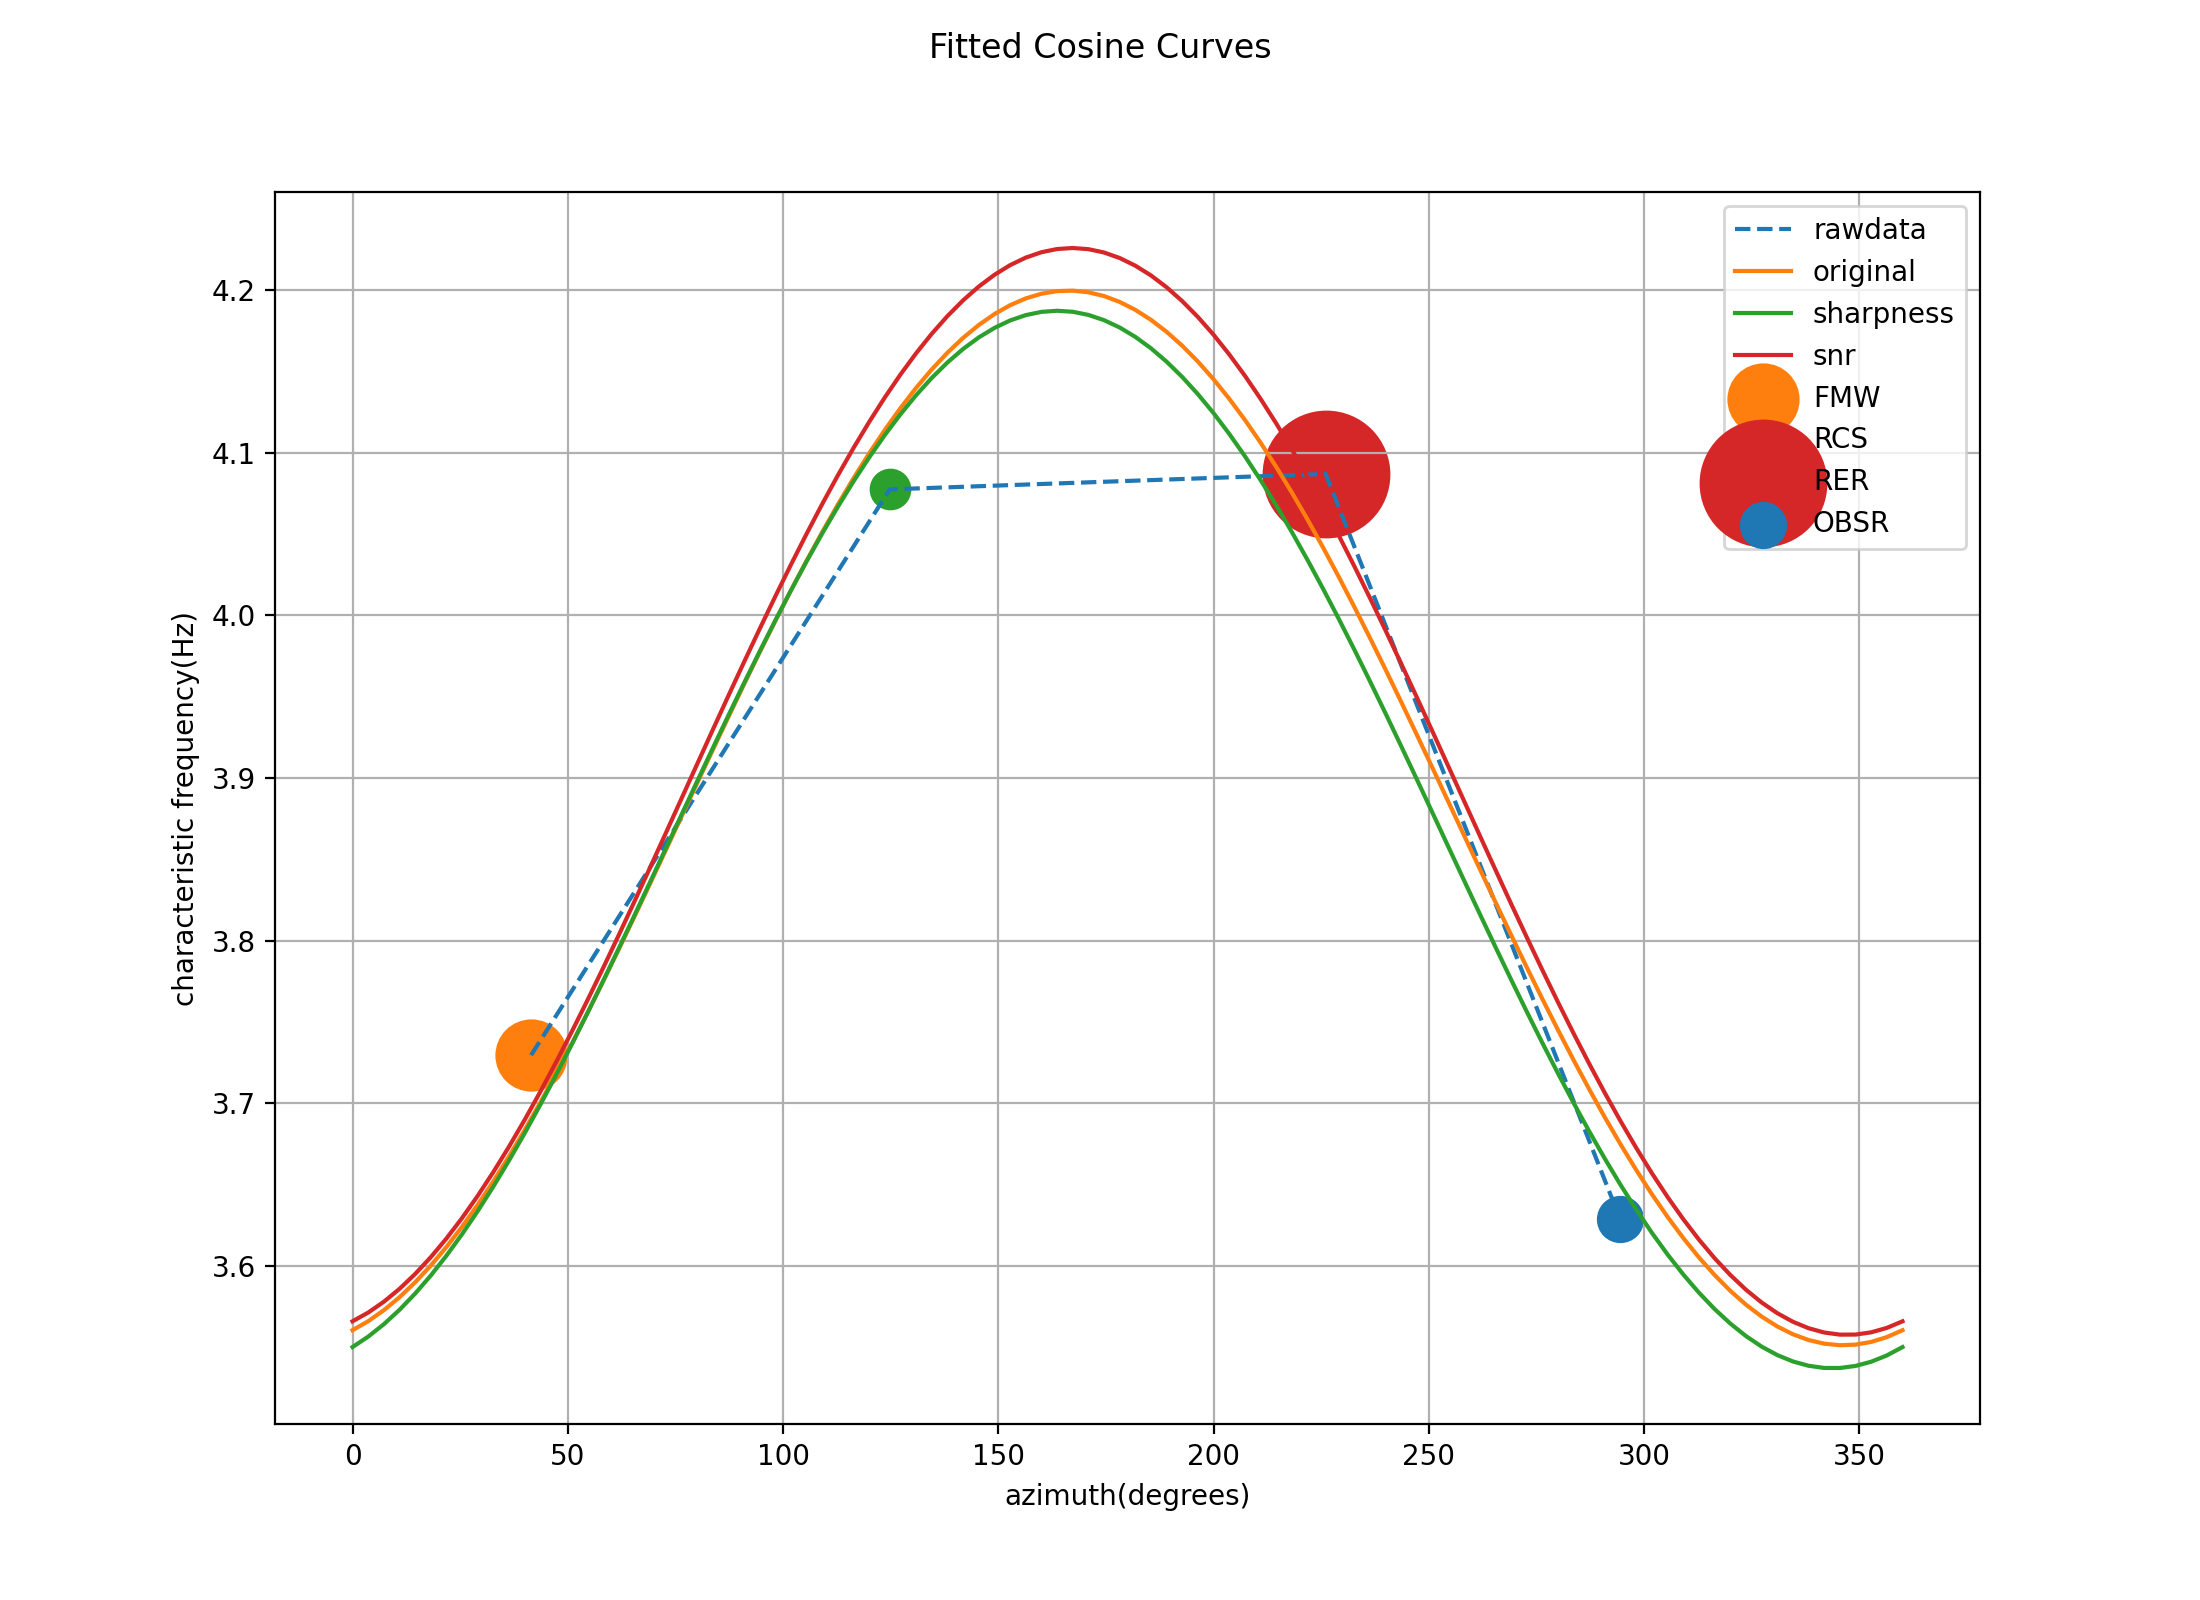 Fitted Cosine Curves
rawdata
original
sharpness
snr
FMW
RCS
RER
OBSR
4.2
4.1
4.0
3.9
3.8
3.7
3.6
characteristic frequency(Hz)
0 50 100 150 200 250 300 350
azimuth(degrees)